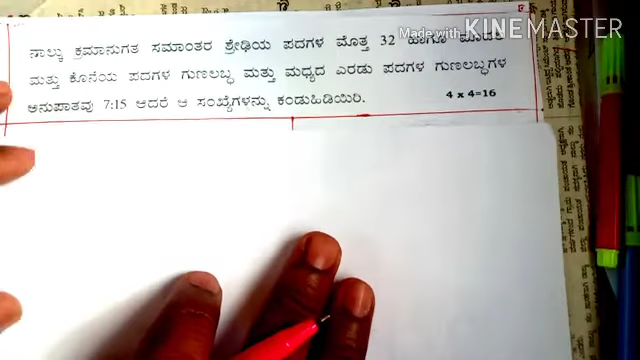 Made with KINEMASTER
ನಾಲ್ಕು ಕ್ರಮಾನುಗತ ಸಮಾಂತರ ಶ್ರೇಢಿಯ ಪದಗಳ ಮೊತ್ತ 32 ಹಾಗೂ ಮೊದಲ
ಮತ್ತು ಕೊನೆಯ ಪದಗಳ ಗುಣಲಬ್ಧ ಮತ್ತು ಮಧ್ಯದ ಎರಡು ಪದಗಳ ಗುಣಲಬ್ಧಗಳ
ಅನುಪಾತವು 7:15 ಆದರೆ ಆ ಸಂಖ್ಯೆಗಳನ್ನು ಕಂಡುಹಿಡಿಯಿರಿ. 4 x 4=16